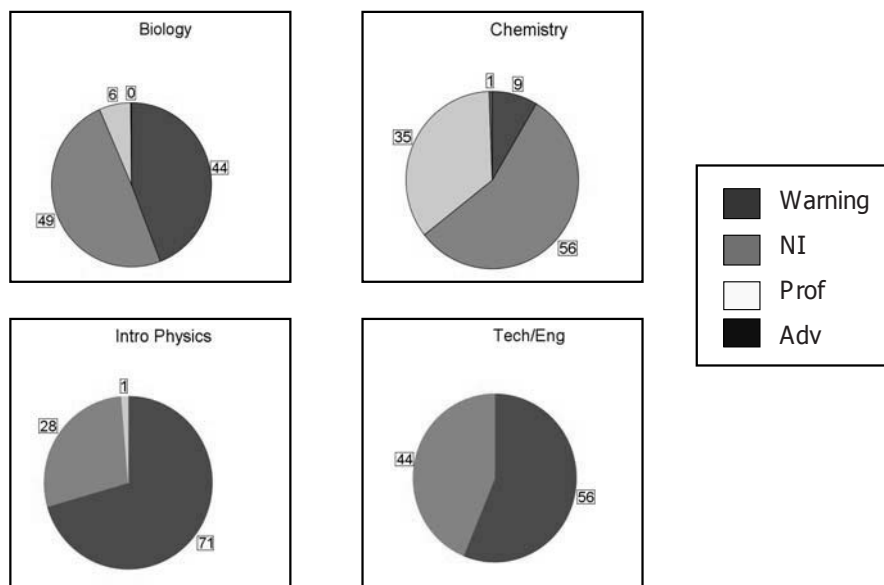 Biology
6
0
44
49
Chemistry
1
9
35
56
Warning
NI
Prof
Adv
Intro Physics
1
28
71
Tech/Eng
44
56